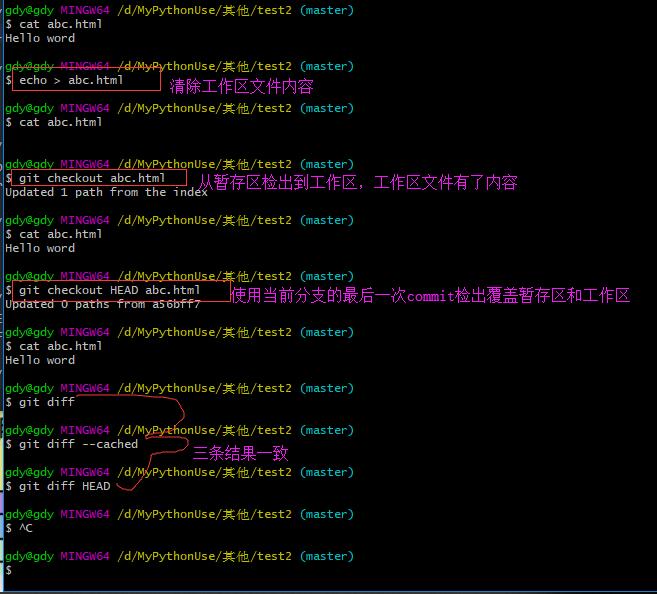 gdy@gdy MINGW64 /d/MyPythonUse/其他/test2 (master)
$ cat abc.html
Hello word
gdy@gdy MINGW64 /d/MyPythonUse/其他/test2 (master)
$ echo > abc.html 清除工作区文件内容
gdy@gdy MINGW64 /d/MyPythonUse/其他/test2 (master)
$ cat abc.html
gdy@gdy MINGW64 /d/MyPythonUse/其他/test2 (master)
$ git checkout abc.html 从暂存区检出到工作区，工作区文件有了内容
Updated 1 path from the index
gdy@gdy MINGW64 /d/MyPythonUse/其他/test2 (master)
$ cat abc.html
Hello word
gdy@gdy MINGW64 /d/MyPythonUse/其他/test2 (master)
$ git checkout HEAD abc.html 使用当前分支的最后一次commit检出覆盖暂存区和工作区
Updated 0 paths from a56bff7
gdy@gdy MINGW64 /d/MyPythonUse/其他/test2 (master)
$ cat abc.html
Hello word
gdy@gdy MINGW64 /d/MyPythonUse/其他/test2 (master)
$ git diff
gdy@gdy MINGW64 /d/MyPythonUse/其他/test2 (master)
$ git diff --cached 三条结果一致
gdy@gdy MINGW64 /d/MyPythonUse/其他/test2 (master)
$ git diff HEAD
gdy@gdy MINGW64 /d/MyPythonUse/其他/test2 (master)
$ ^C
gdy@gdy MINGW64 /d/MyPythonUse/其他/test2 (master)
$